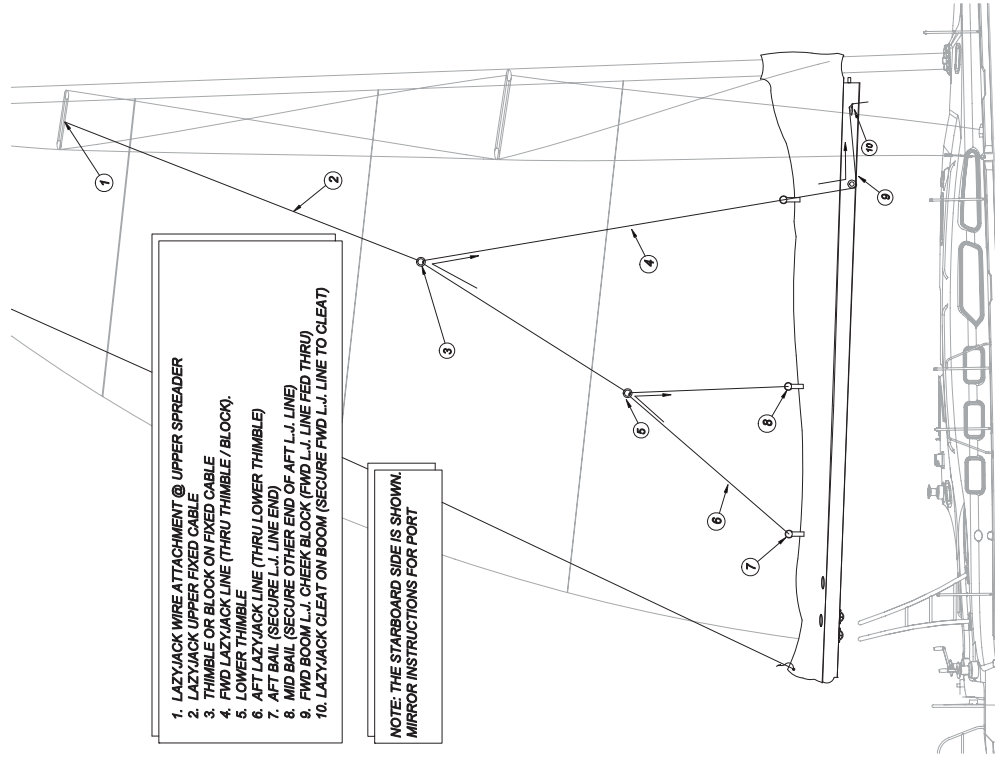 1. LAZYJACK WIRE ATTACHMENT @ UPPER SPREADER
2. LAZYJACK UPPER FIXED CABLE
3. THIMBLE OR BLOCK ON FIXED CABLE
4. FWD LAZYJACK LINE (THRU THIMBLE / BLOCK).
5. LOWER THIMBLE
6. AFT LAZYJACK LINE (THRU LOWER THIMBLE)
7. AFT BAIL (SECURE L.J. LINE END)
8. MID BAIL (SECURE OTHER END OF AFT L.J. LINE)
9. FWD BOOM L.J. CHEEK BLOCK (FWD L.J. LINE FED THRU)
10. LAZYJACK CLEAT ON BOOM (SECURE FWD L.J. LINE TO CLEAT)
NOTE: THE STARBOARD SIDE IS SHOWN.
MIRROR INSTRUCTIONS FOR PORT
1
2
3
4
5
6
7
8
9
10